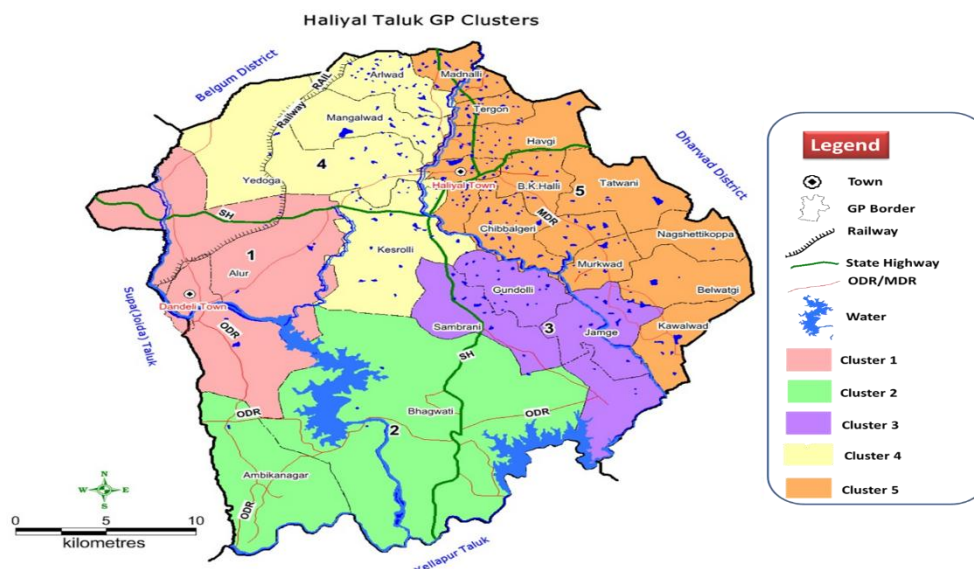 Haliyal Taluk GP Clusters
Belgum District
Arlwad
Madnalli
RAIL
Railway
Tergon
Mangalwad
Havgi
Dharwad District
4
Yedoga
Haliyal Town
B.K.Halli
5
Tatwani
SH
MDR
Chibbalgeri
Nagshettikoppa
1
Kesrolli
Murkwad
Alur
Gundolli
Belwatgi
Dandeli Town
Supa(Joida) Taluk
ODR
Sambrani
3
Jamge
Kawalwad
SH
ODR
Bhagwati
ODR
2
Ambikanagar
ODR
Yellapur Taluk
N
W E
S
0 5 10
kilometres
Legend
Town
GP Border
Railway
State Highway
ODR/MDR
Water
Cluster 1
Cluster 2
Cluster 3
Cluster 4
Cluster 5